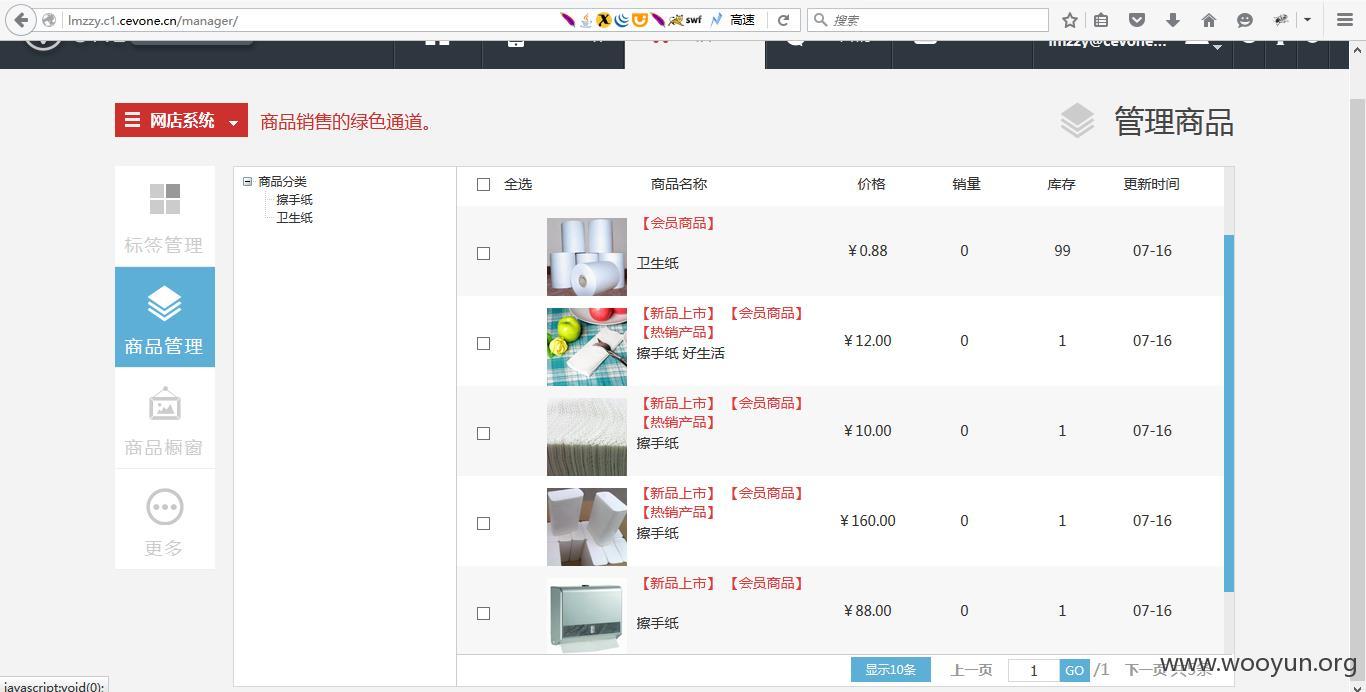 lmzzy.c1.cevone.cn/manager/
swf
高速
搜索
lmzzy@cevone...
网店系统
商品销售的绿色通道。
管理商品
标签管理
商品管理
商品橱窗
更多
商品分类
擦手纸
卫生纸
全选 商品名称 价格 销量 库存 更新时间
【会员商品】
卫生纸
￥0.88 0 99 07-16
【新品上市】 【会员商品】
【热销产品】
擦手纸 好生活
￥12.00 0 1 07-16
【新品上市】 【会员商品】
【热销产品】
擦手纸
￥10.00 0 1 07-16
【新品上市】 【会员商品】
【热销产品】
擦手纸
￥160.00 0 1 07-16
【新品上市】 【会员商品】
擦手纸
￥88.00 0 1 07-16
显示10条 上一页 1 GO /1 下一页
www.wooyun.org
javascript:void(0);